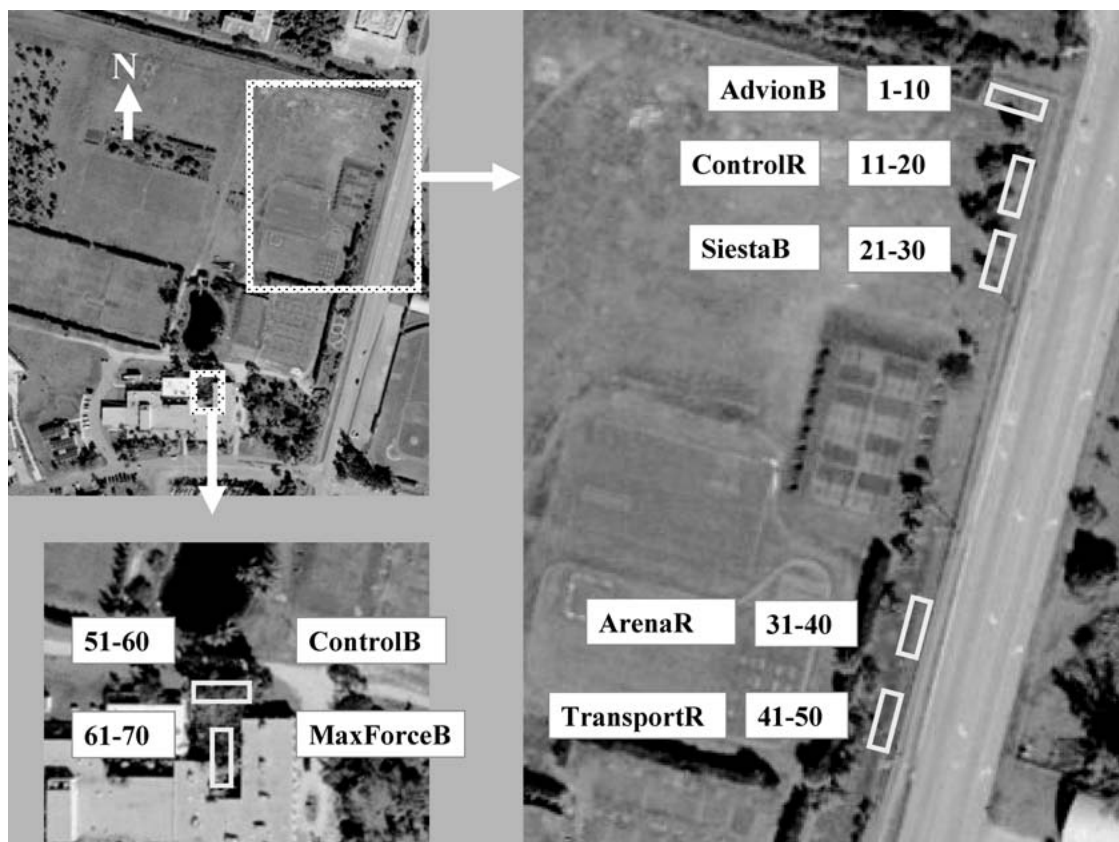 N
AdvionB 1-10
ControlR 11-20
SiestaB 21-30
ArenaR 31-40
TransportR 41-50
51-60 ControlB
61-70 MaxForceB